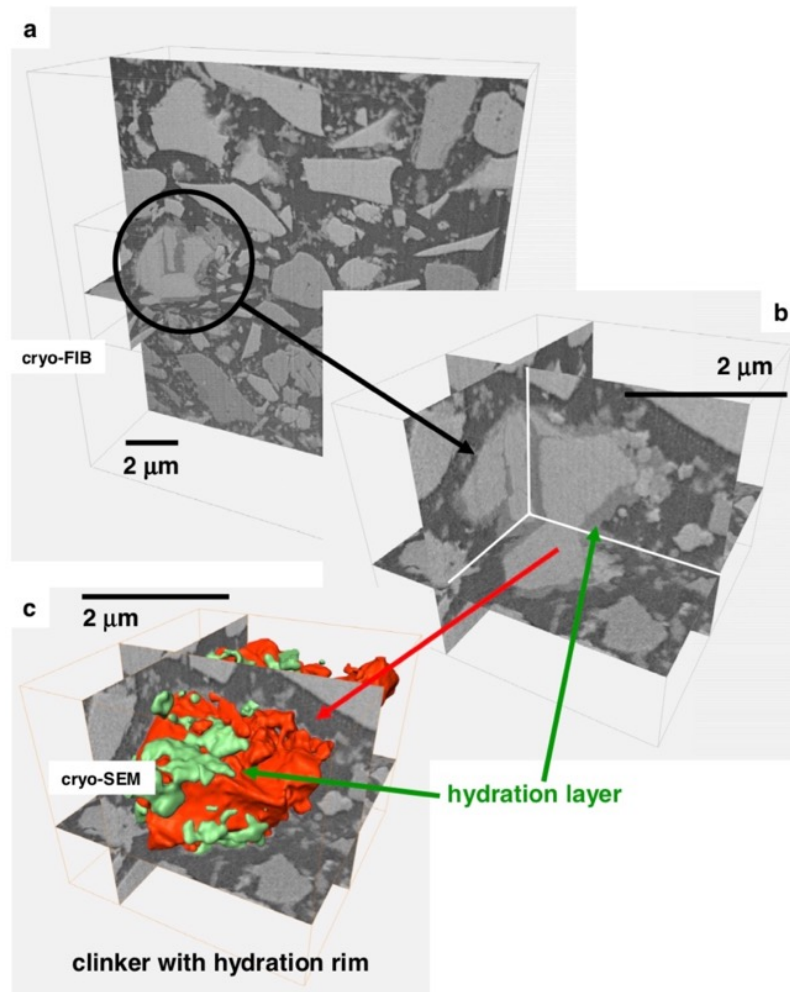 a
cryo-FIB
2 μm
b
2 μm
c
2 μm
cryo-SEM
hydration layer
clinker with hydration rim